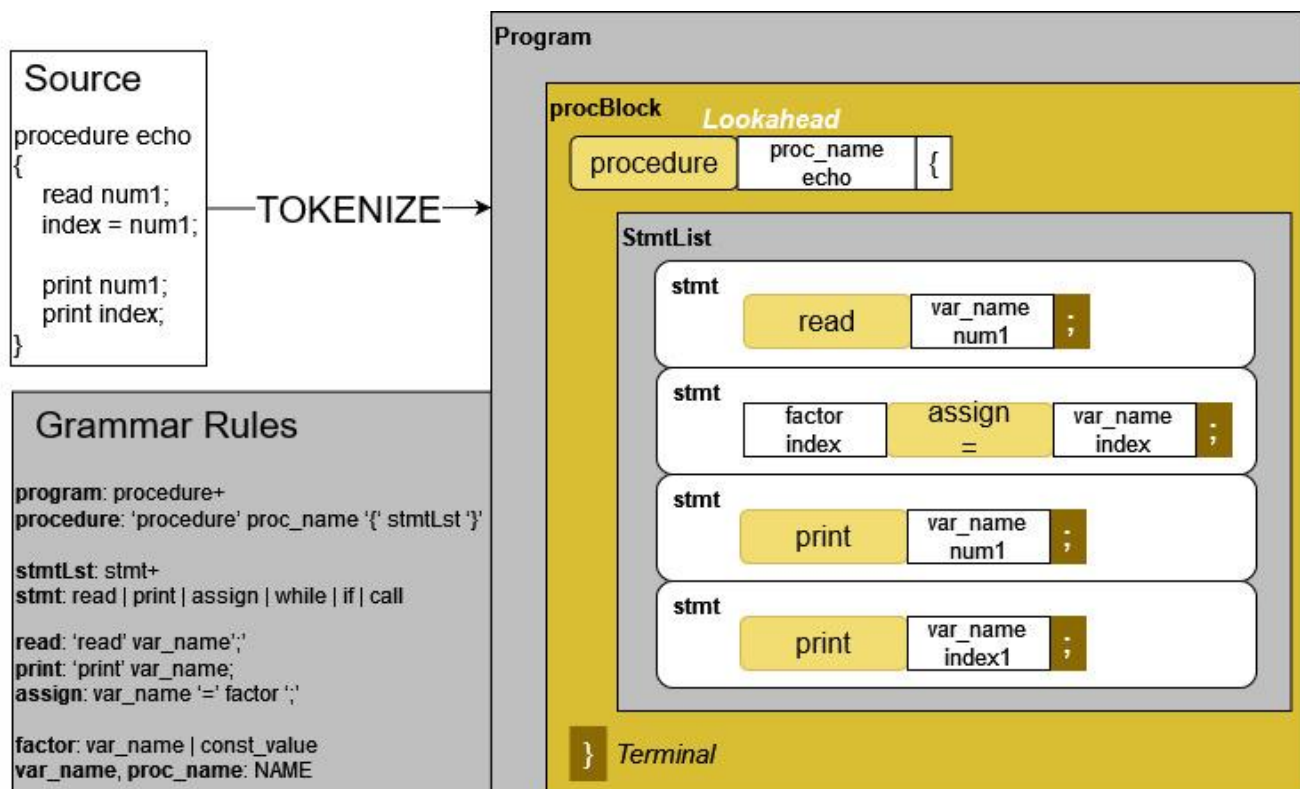 Source
procedure echo
{
read num1;
index = num1;
print num1;
print index;
}
TOKENIZE
Grammar Rules
program: procedure+
procedure: ‘procedure’ proc_name ‘{‘ stmtLst ‘}’
stmtLst: stmt+
stmt: read | print | assign | while | if | call
read: ‘read’ var_name’;’
print: ‘print’ var_name;
assign: var_name ‘=’ factor ‘;’
factor: var_name | const_value
var_name, proc_name: NAME
Program
procBlock
Lookahead
procedure
proc_name
echo
{
StmtList
stmt
read
var_name
num1
;
stmt
factor
index
assign
=
var_name
index
;
stmt
print
var_name
num1
;
stmt
print
var_name
index1
;
}
Terminal